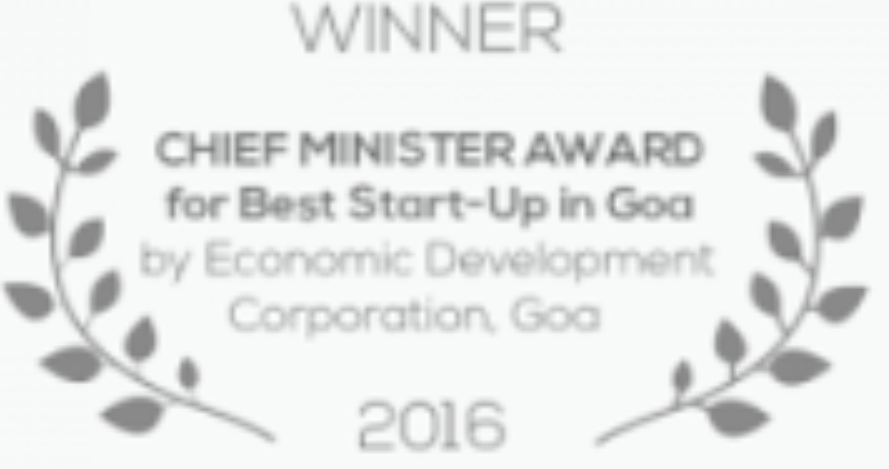 WINNER
CHIEF MINISTER AWARD
for Best Start-Up in Goa
by Economic Development
Corporation, Goa
2016